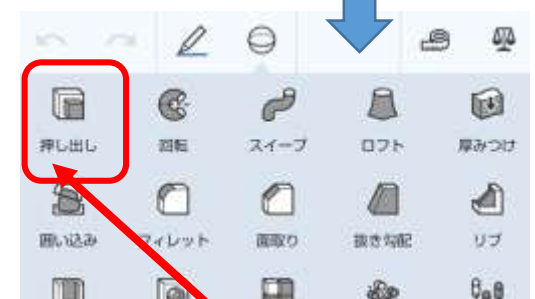 押し出し 回転 スイープ ロフト 厚みつけ
囲い込み フィレット 面取り 抜き勾配 リブ